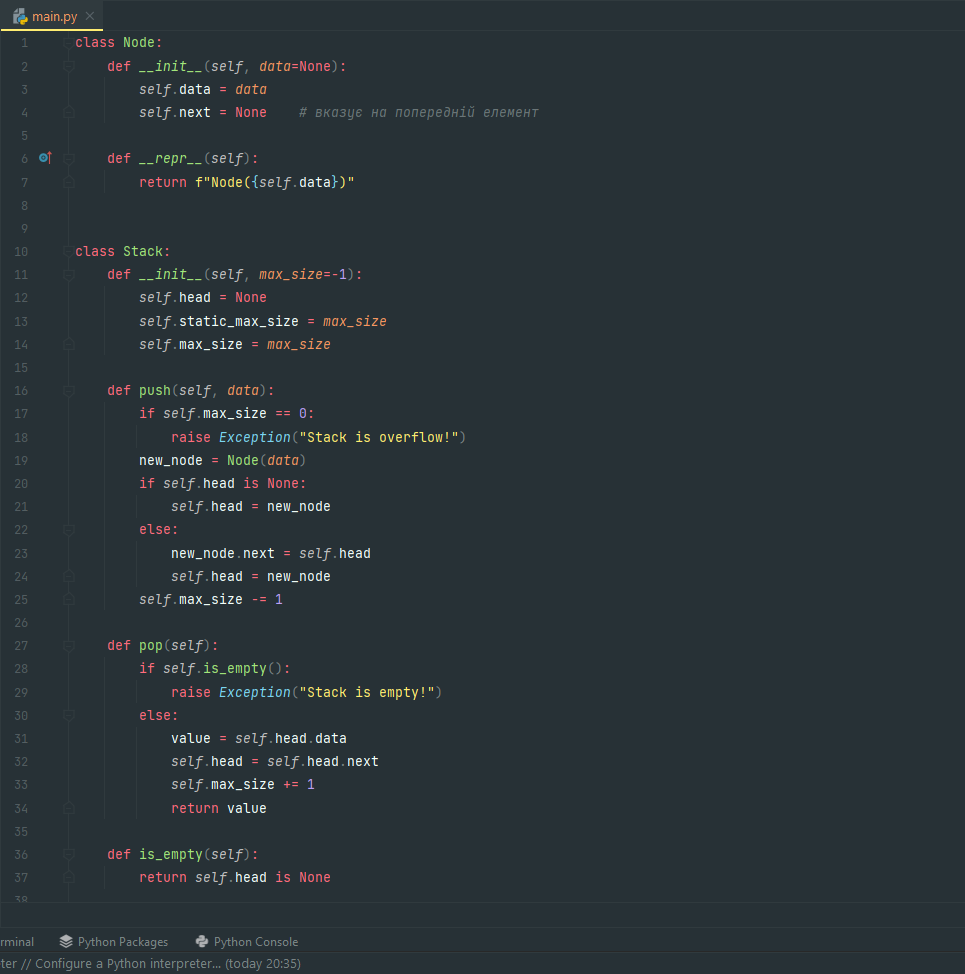 main.py
1 class Node:
2 def __init__(self, data=None):
3 self.data = data
4 self.next = None # вказує на попередній елемент
5
6 def __repr__(self):
7 return f"Node({self.data})"
8
9
10 class Stack:
11 def __init__(self, max_size=-1):
12 self.head = None
13 self.static_max_size = max_size
14 self.max_size = max_size
15
16 def push(self, data):
17 if self.max_size == 0:
18 raise Exception("Stack is overflow!")
19 new_node = Node(data)
20 if self.head is None:
21 self.head = new_node
22 else:
23 new_node.next = self.head
24 self.head = new_node
25 self.max_size -= 1
26
27 def pop(self):
28 if self.is_empty():
29 raise Exception("Stack is empty!")
30 else:
31 value = self.head.data
32 self.head = self.head.next
33 self.max_size += 1
34 return value
35
36 def is_empty(self):
37 return self.head is None
38
rminal Python Packages Python Console
ter // Configure a Python interpreter... (today 20:35)